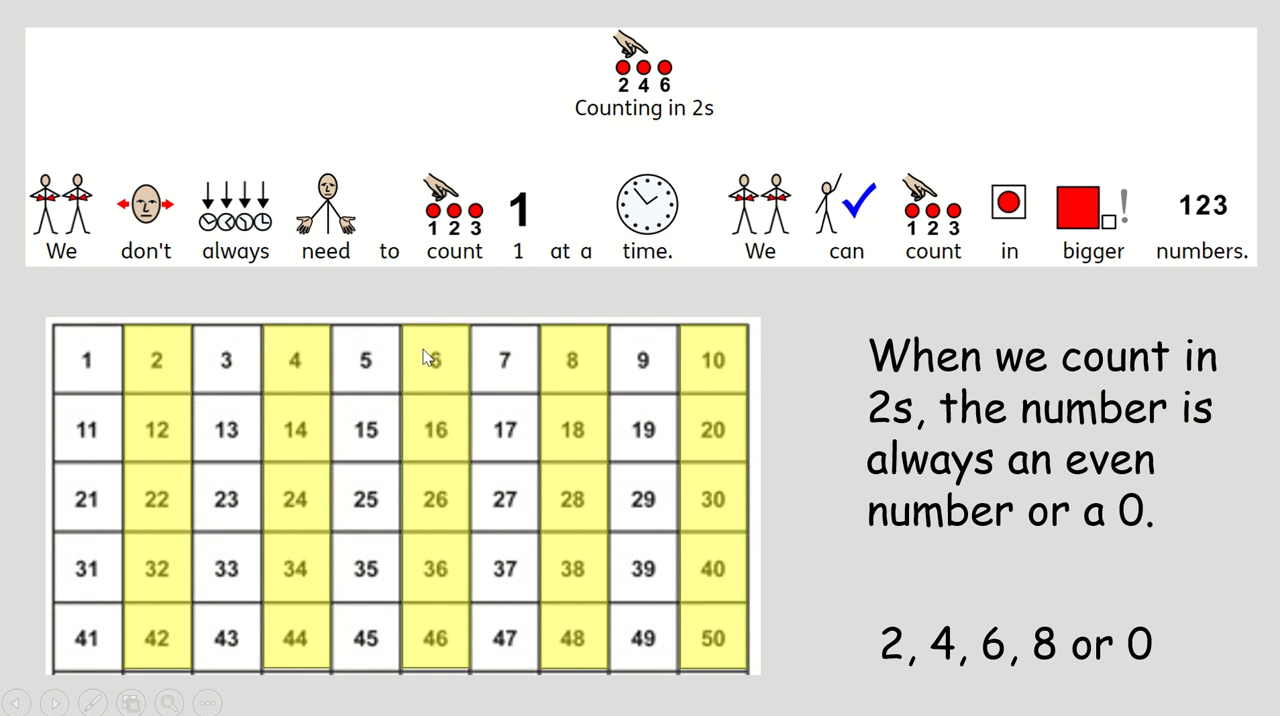 2 4 6
Counting in 2s
1 2 3 1 1 2 3 123
We don't always need to count 1 at a time. We can count in bigger numbers.
1 2 3 4 5 6 7 8 9 10
11 12 13 14 15 16 17 18 19 20
21 22 23 24 25 26 27 28 29 30
31 32 33 34 35 36 37 38 39 40
41 42 43 44 45 46 47 48 49 50
When we count in
2s, the number is
always an even
number or a 0.
2, 4, 6, 8 or 0